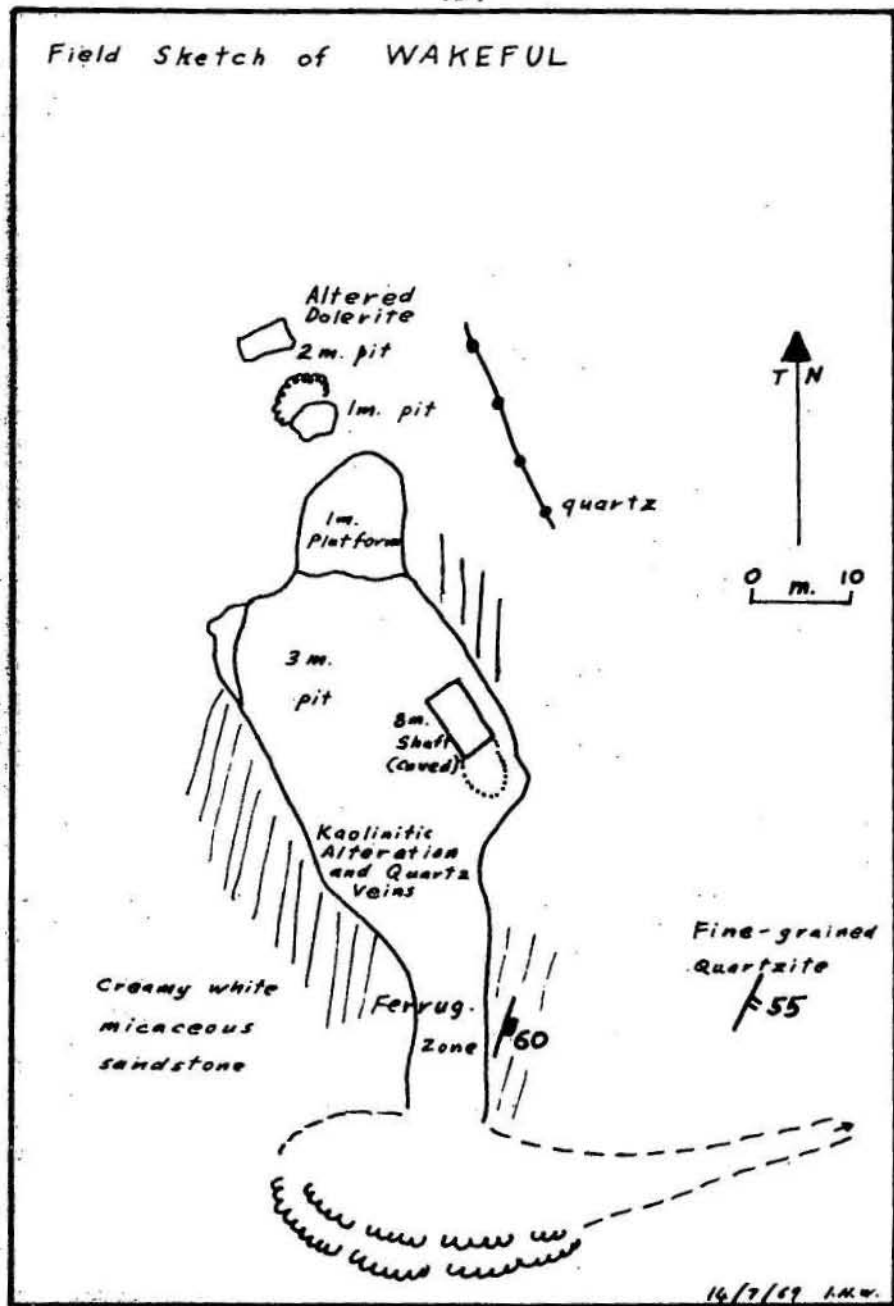 Field Sketch of WAKEFUL
Altered
Dolerite
2 m. pit
1m. pit
quartz
T N
0 m. 10
1m.
Platform
3 m.
pit
8m.
Shaft
(caved)
Kaolinitic
Alteration
and Quartz
Veins
Fine-grained
Quartzite
55
Creamy white
micaceous
sandstone
Ferrug.
zone
60
14/7/69 I.H.W.